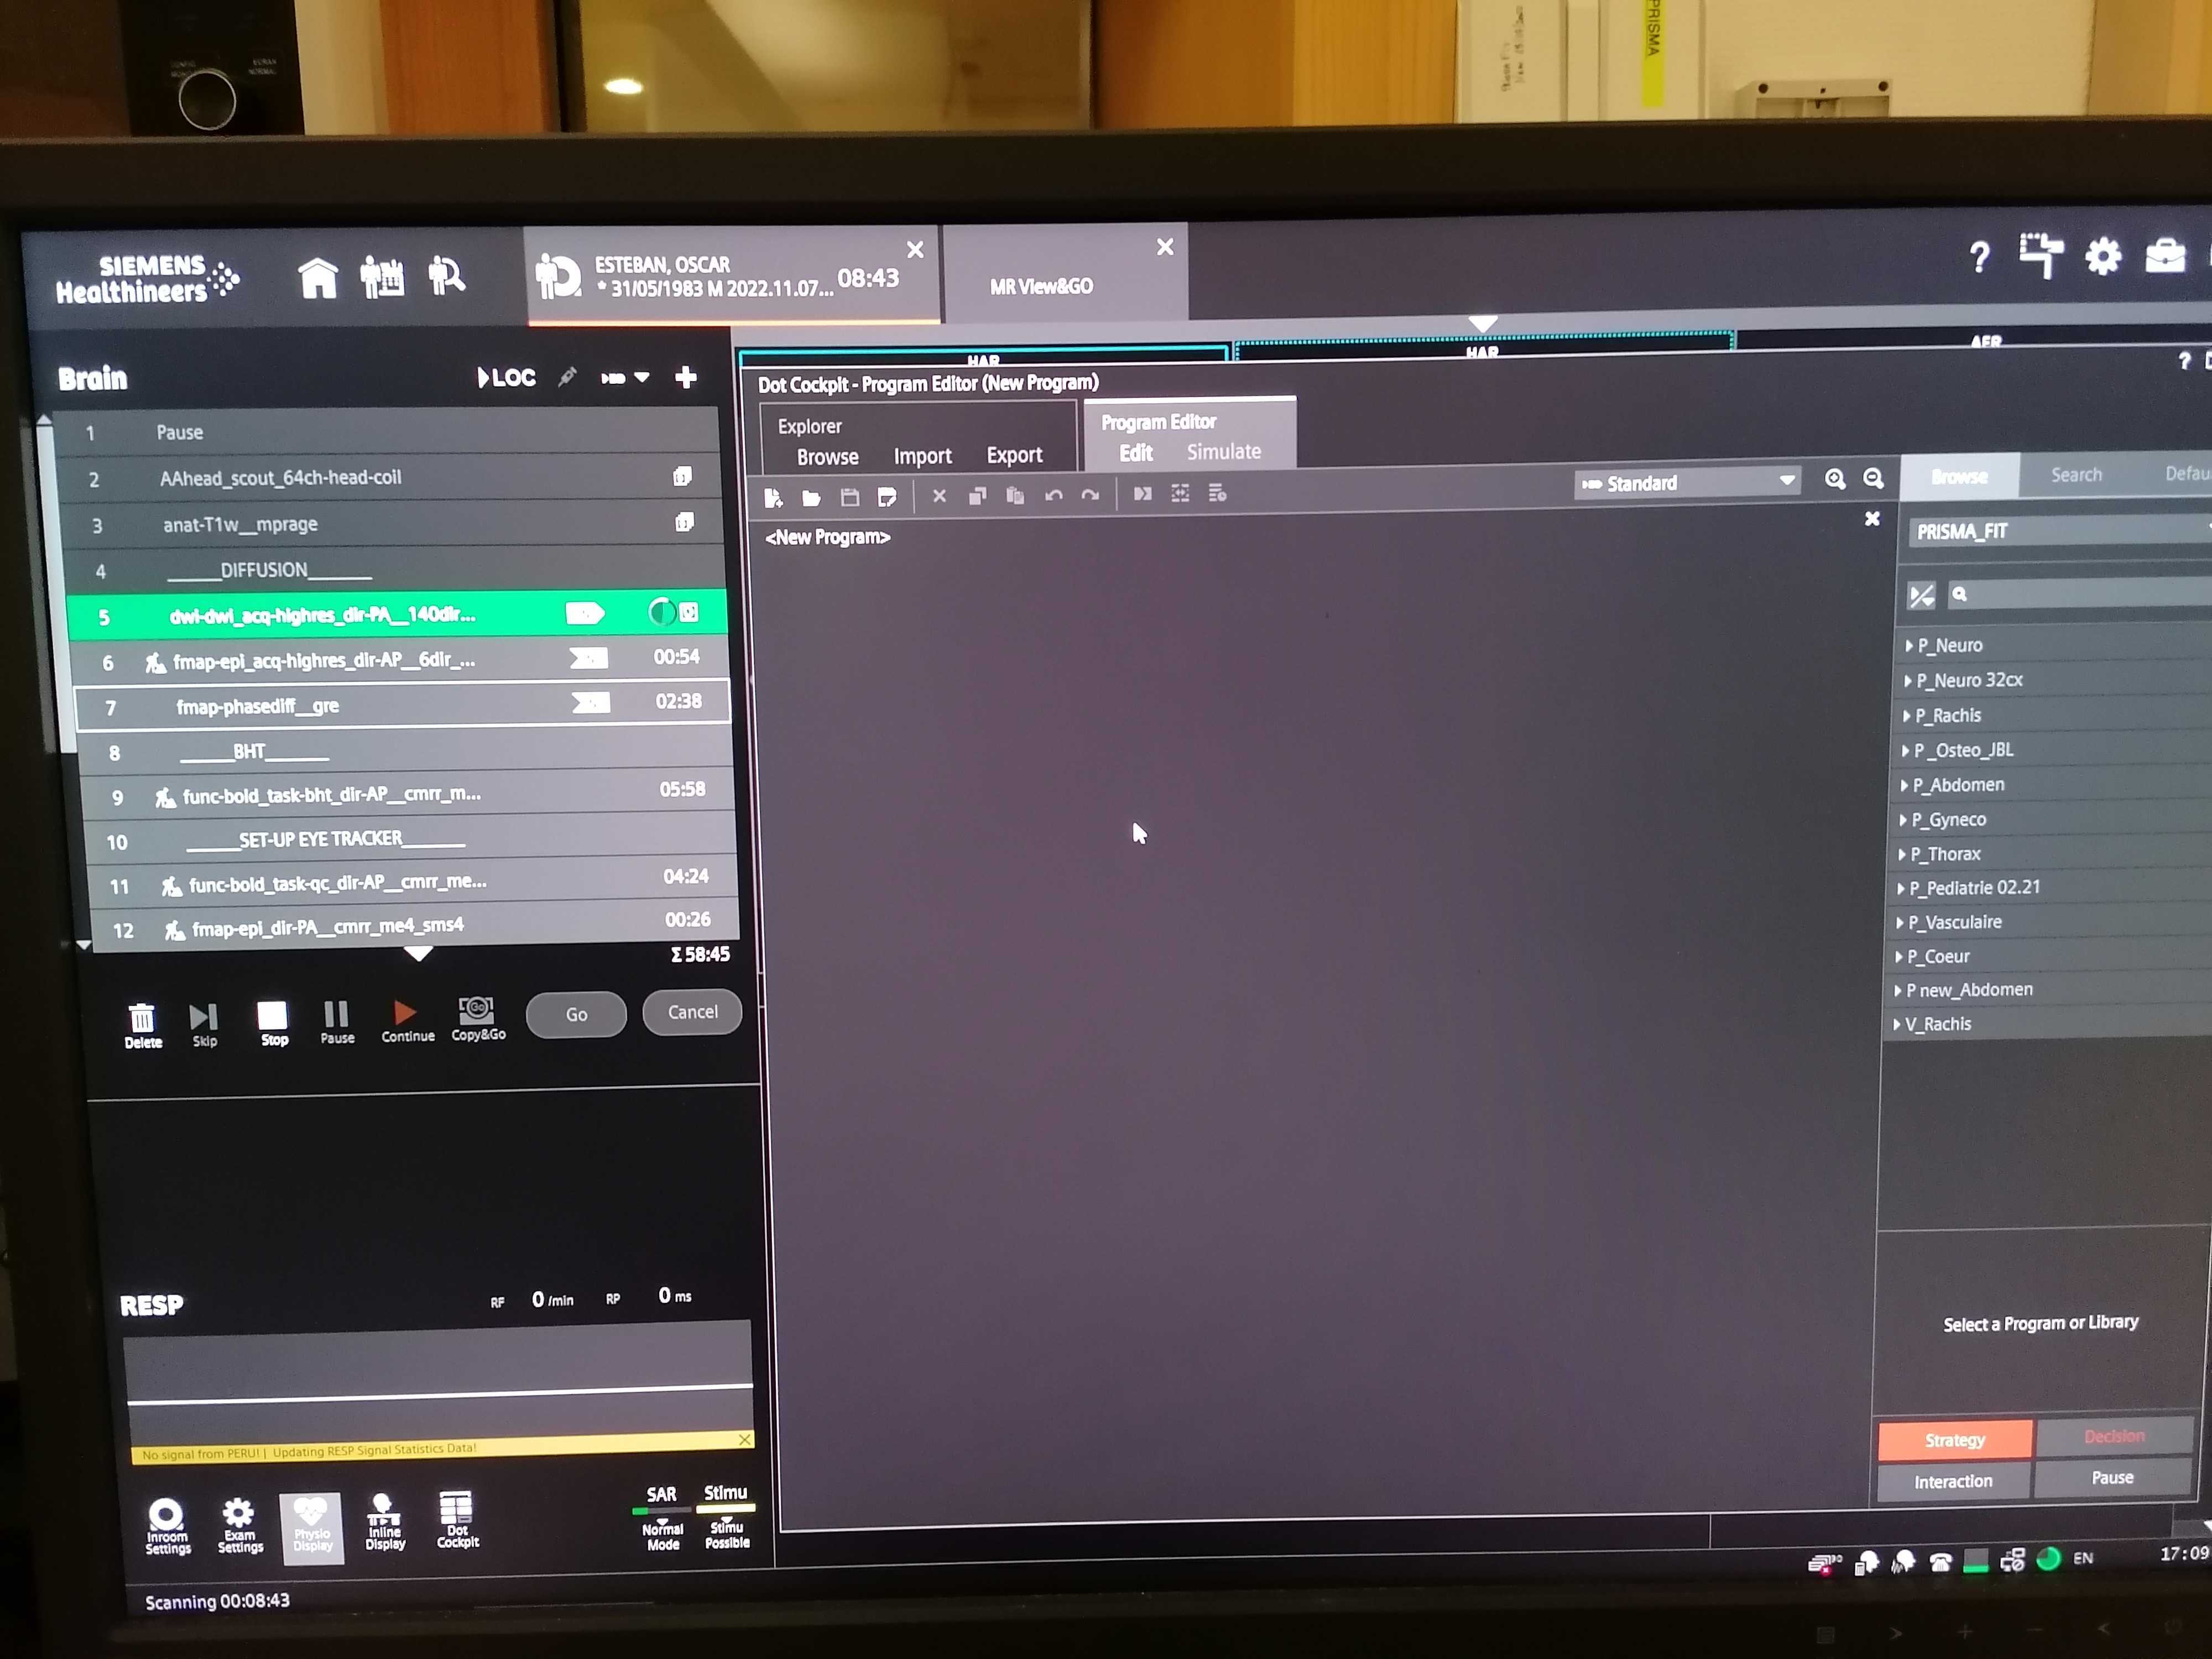 PRISMA
SIEMENS
Healthineers
ESTEBAN, OSCAR
* 31/05/1983 M 2022.11.07... 08:43
MR View&GO
?
Brain
LOC
HAR
HAR
AFR
1 Pause
2 AAhead_scout_64ch-head-coil
3 anat-T1w__mprage
4 ______DIFFUSION_______
5 dwi-dwi_acq-highres_dir-PA__140dir...
6 fmap-epi_acq-highres_dir-AP__6dir_... 00:54
7 fmap-phasediff__gre 02:38
8 ______BHT_______
9 func-bold_task-bht_dir-AP__cmrr_m... 05:58
10 ______SET-UP EYE TRACKER_______
11 func-bold_task-qc_dir-AP__cmrr_me... 04:24
12 fmap-epi_dir-PA__cmrr_me4_sms4 00:26
Σ 58:45
Delete
Skip
Stop
Pause
Continue
Copy&Go
Go
Cancel
RESP
RF 0 /min RP 0 ms
No signal from PERU! | Updating RESP Signal Statistics Data!
Inroom Settings
Exam Settings
Physio Display
Inline Display
Dot Cockpit
SAR
Normal Mode
Stimu
Stimu Possible
Scanning 00:08:43
Dot Cockpit - Program Editor (New Program)
?
Explorer
Browse Import Export
Program Editor
Edit Simulate
Standard
<New Program>
Browse Search Defau
PRISMA_FIT
P_Neuro
P_Neuro 32cx
P_Rachis
P_Osteo_JBL
P_Abdomen
P_Gyneco
P_Thorax
P_Pediatrie 02.21
P_Vasculaire
P_Coeur
P new_Abdomen
V_Rachis
Select a Program or Library
Strategy
Decision
Interaction
Pause
EN
17:09